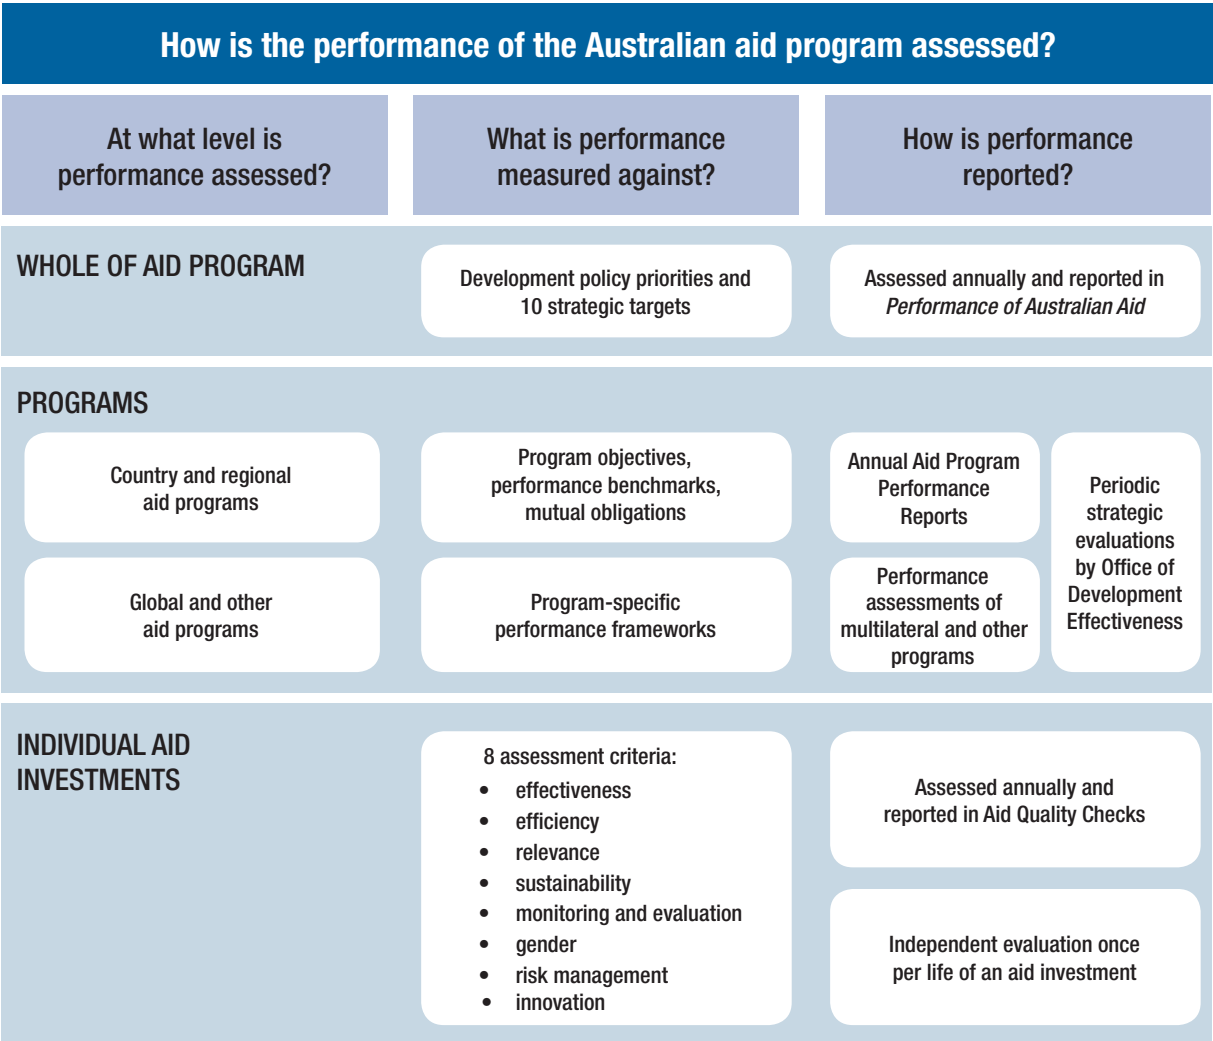 How is the performance of the Australian aid program assessed?
At what level is
performance assessed?
What is performance
measured against?
How is performance
reported?
WHOLE OF AID PROGRAM
Development policy priorities and
10 strategic targets
Assessed annually and reported in
Performance of Australian Aid
PROGRAMS
Country and regional
aid programs
Program objectives,
performance benchmarks,
mutual obligations
Annual Aid Program
Performance
Reports
Global and other
aid programs
Program-specific
performance frameworks
Performance
assessments of
multilateral and other
programs
Periodic
strategic
evaluations
by Office of
Development
Effectiveness
INDIVIDUAL AID
INVESTMENTS
8 assessment criteria:
• effectiveness
• efficiency
• relevance
• sustainability
• monitoring and evaluation
• gender
• risk management
• innovation
Assessed annually and
reported in Aid Quality Checks
Independent evaluation once
per life of an aid investment